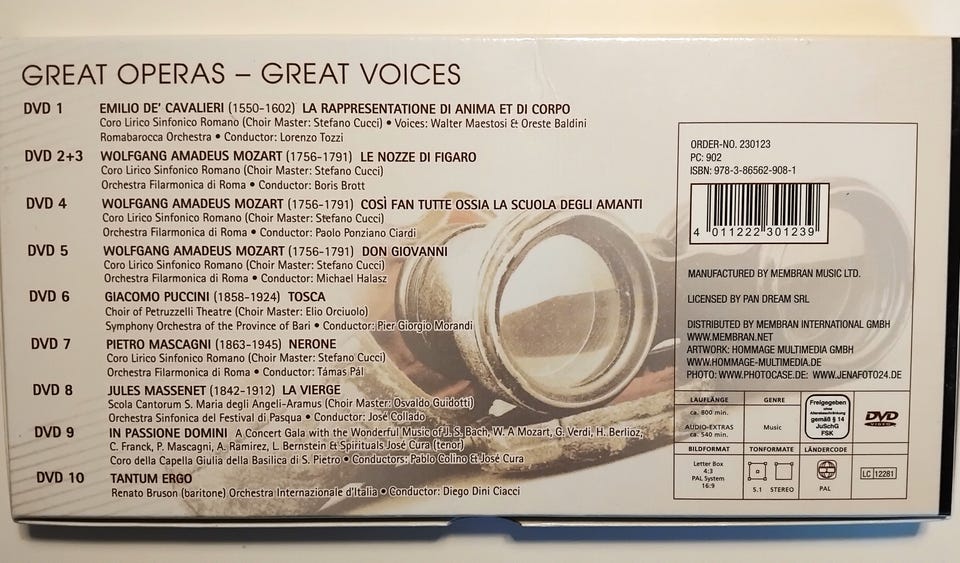 GREAT OPERAS – GREAT VOICES
DVD 1 EMILIO DE' CAVALIERI (1550-1602) LA RAPPRESENTATIONE DI ANIMA ET DI CORPO
Coro Lirico Sinfonico Romano (Choir Master: Stefano Cucci) • Voices: Walter Maestosi & Oreste Baldini
Romabarocca Orchestra • Conductor: Lorenzo Tozzi
DVD 2+3 WOLFGANG AMADEUS MOZART (1756-1791) LE NOZZE DI FIGARO
Coro Lirico Sinfonico Romano (Choir Master: Stefano Cucci)
Orchestra Filarmonica di Roma • Conductor: Boris Brott
DVD 4 WOLFGANG AMADEUS MOZART (1756-1791) COSÌ FAN TUTTE OSSIA LA SCUOLA DEGLI AMANTI
Coro Lirico Sinfonico Romano (Choir Master: Stefano Cucci)
Orchestra Filarmonica di Roma • Conductor: Paolo Ponziano Ciardi
DVD 5 WOLFGANG AMADEUS MOZART (1756-1791) DON GIOVANNI
Coro Lirico Sinfonico Romano (Choir Master: Stefano Cucci)
Orchestra Filarmonica di Roma • Conductor: Michael Halasz
DVD 6 GIACOMO PUCCINI (1858-1924) TOSCA
Choir of Petruzzelli Theatre (Choir Master: Elio Orciuolo)
Symphony Orchestra of the Province of Bari • Conductor: Pier Giorgio Morandi
DVD 7 PIETRO MASCAGNI (1863-1945) NERONE
Coro Lirico Sinfonico Romano (Choir Master: Stefano Cucci)
Orchestra Filarmonica di Roma • Conductor: Támas Pál
DVD 8 JULES MASSENET (1842-1912) LA VIERGE
Scola Cantorum S. Maria degli Angeli-Aramus (Choir Master: Osvaldo Guidotti)
Orchestra Sinfonica del Festival di Pasqua • Conductor: José Collado
DVD 9 IN PASSIONE DOMINI A Concert Gala with the Wonderful Music of J. S. Bach, W. A Mozart, G. Verdi, H. Berlioz,
C. Franck, P. Mascagni, A. Ramirez, L. Bernstein & Spirituals José Cura (tenor)
Coro della Capella Giulia della Basilica di S. Pietro • Conductors: Pablo Colino & José Cura
DVD 10 TANTUM ERGO
Renato Bruson (baritone) Orchestra Internazionale d'Italia • Conductor: Diego Dini Ciacci
ORDER-NO. 230123
PC: 902
ISBN: 978-3-86562-908-1
4 011222 301239
MANUFACTURED BY MEMBRAN MUSIC LTD.
LICENSED BY PAN DREAM SRL
DISTRIBUTED BY MEMBRAN INTERNATIONAL GMBH
WWW.MEMBRAN.NET
ARTWORK: HOMMAGE MULTIMEDIA GMBH
WWW.HOMMAGE-MULTIMEDIA.DE
PHOTO: WWW.PHOTOCASE.DE; WWW.JENAFOTO24.DE
LAUFLÄNGE
ca. 800 min.
AUDIO-EXTRAS
ca. 540 min.
GENRE
Music
Freigegeben
ohne
Altersbeschränkung
gemäß § 14
JuSchG
FSK
DVD
VIDEO
BILDFORMAT
Letter Box
4:3
PAL System
16:9
TONFORMATE
5.1 STEREO
LÄNDERCODE
PAL
LC 12281